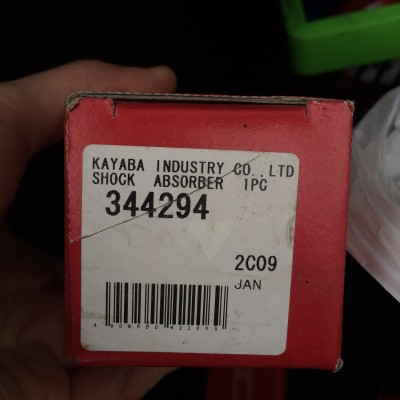 KAYABA INDUSTRY CO.,LTD
SHOCK ABSORBER 1PC
344294
2C09
JAN